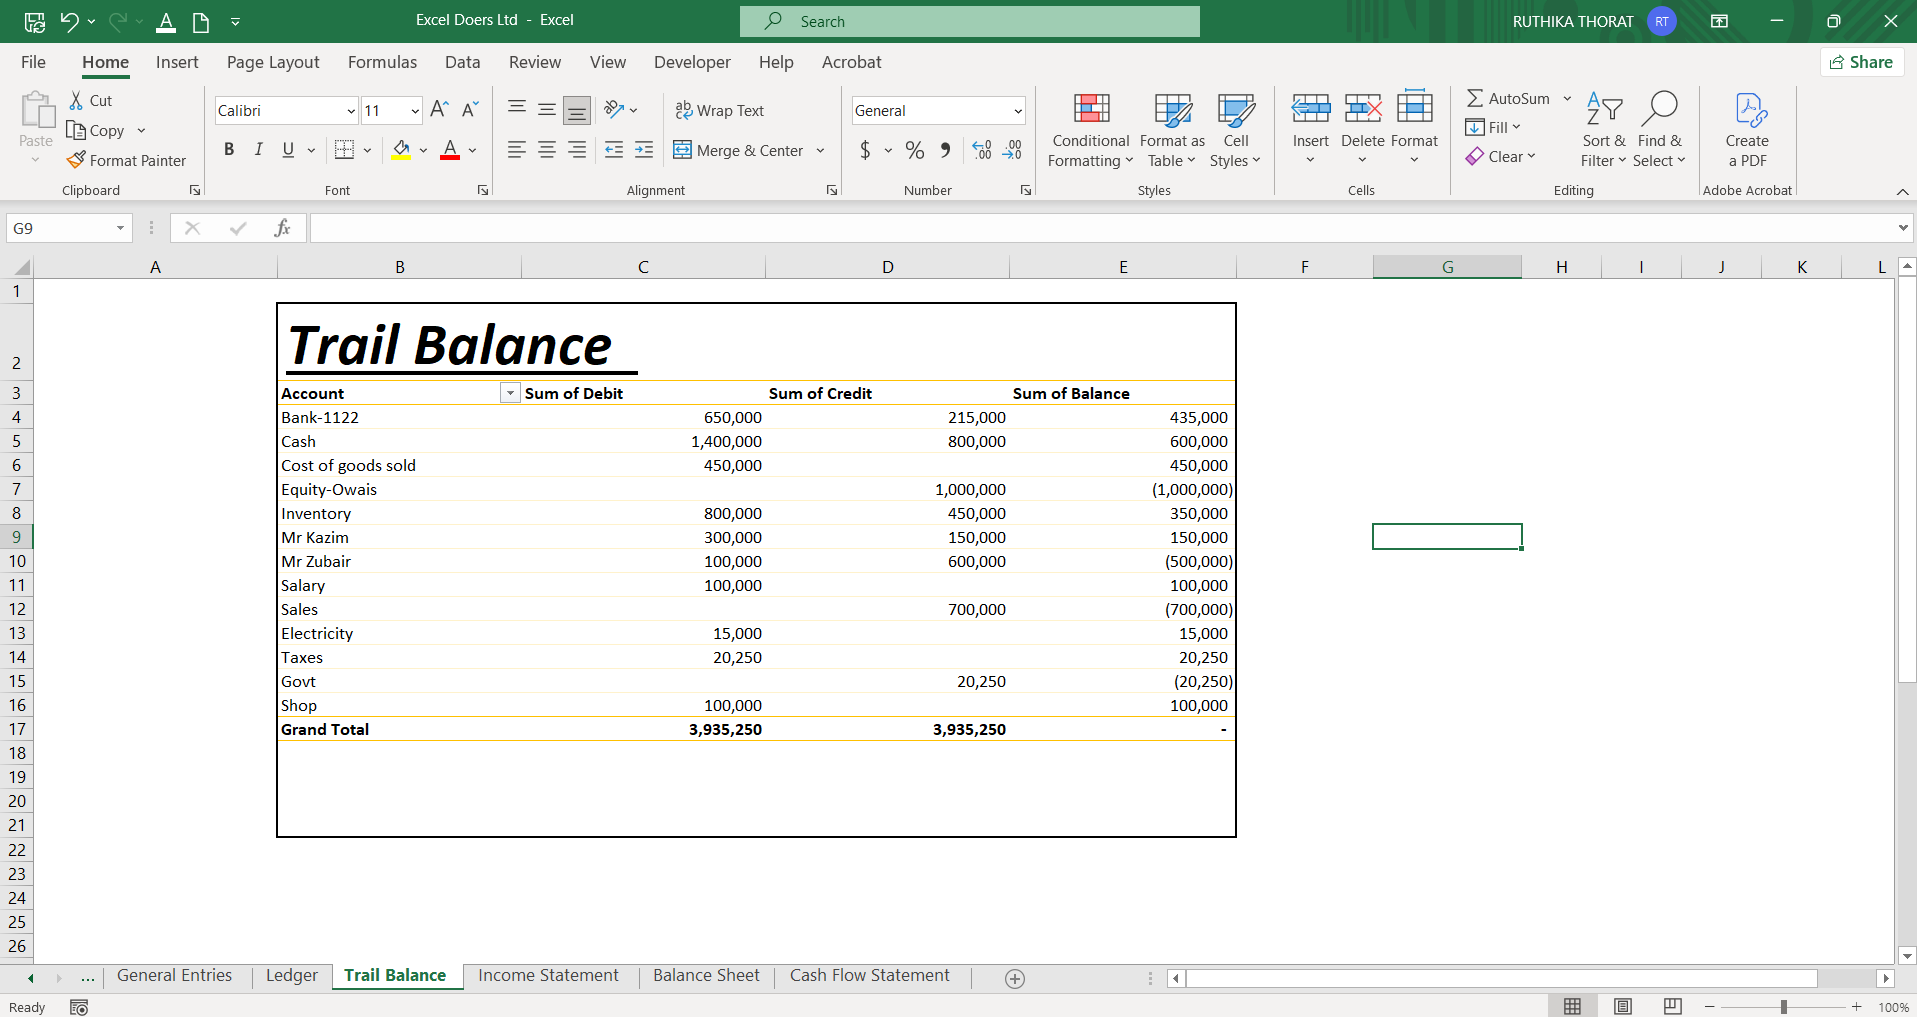 Excel Doers Ltd - Excel
Search
RUTHIKA THORAT RT
File Home Insert Page Layout Formulas Data Review View Developer Help Acrobat Share
Paste
Cut
Copy
Format Painter
Clipboard
Calibri 11
B I U A
Font
ab Wrap Text
Merge & Center
Alignment
General
$ % , .00 .00
Number
Conditional Formatting
Format as Table
Cell Styles
Styles
Insert Delete Format
Cells
AutoSum
Fill
Clear
Sort & Filter
Find & Select
Editing
Create a PDF
Adobe Acrobat
G9 fx
A B C D E F G H I J K L
1
2 Trail Balance
3 Account Sum of Debit Sum of Credit Sum of Balance
4 Bank-1122 650,000 215,000 435,000
5 Cash 1,400,000 800,000 600,000
6 Cost of goods sold 450,000 450,000
7 Equity-Owais 1,000,000 (1,000,000)
8 Inventory 800,000 450,000 350,000
9 Mr Kazim 300,000 150,000 150,000
10 Mr Zubair 100,000 600,000 (500,000)
11 Salary 100,000 100,000
12 Sales 700,000 (700,000)
13 Electricity 15,000 15,000
14 Taxes 20,250 20,250
15 Govt 20,250 (20,250)
16 Shop 100,000 100,000
17 Grand Total 3,935,250 3,935,250 -
18
19
20
21
22
23
24
25
26
... General Entries Ledger Trail Balance Income Statement Balance Sheet Cash Flow Statement
Ready 100%